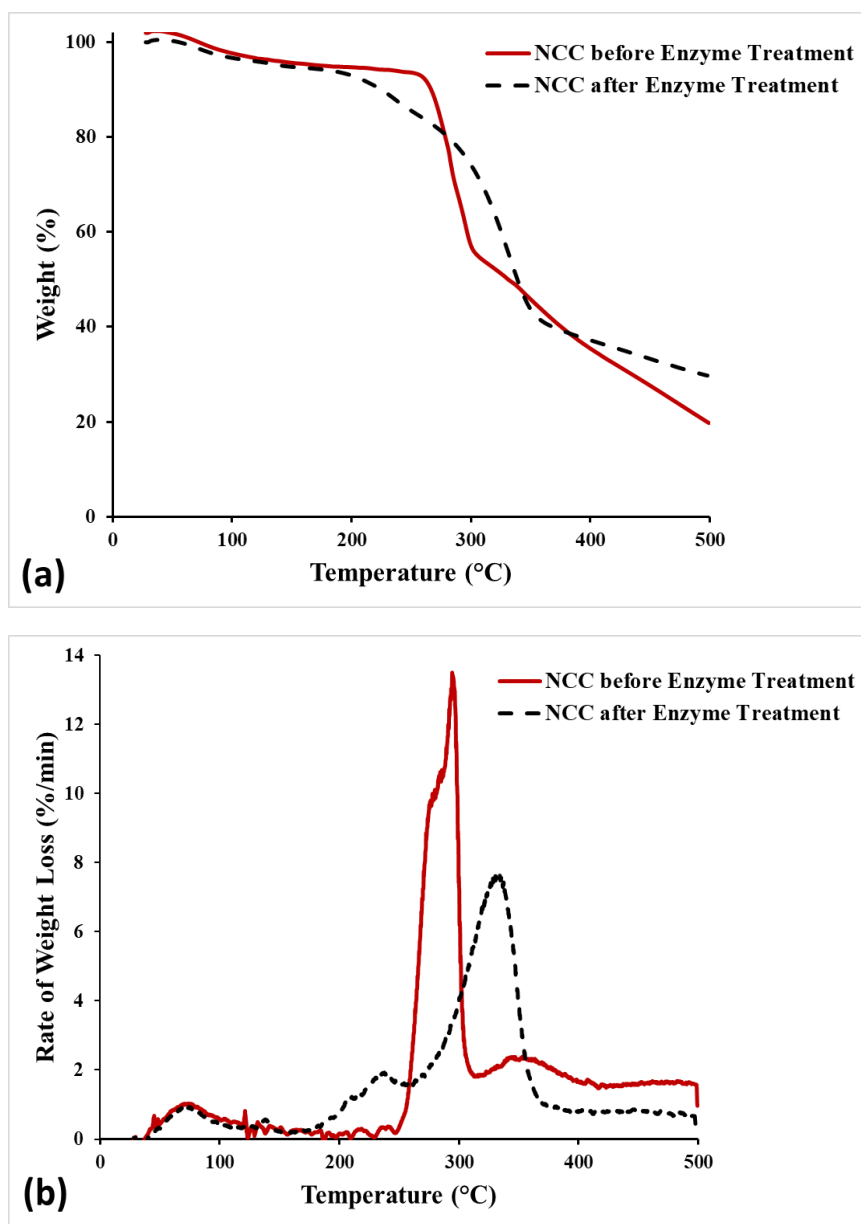 100
80
60
40
20
0
Weight (%)
NCC before Enzyme Treatment
NCC after Enzyme Treatment
0 100 200 300 400 500
Temperature (°C)
(a)
14
12
10
8
6
4
2
0
Rate of Weight Loss (%/min)
NCC before Enzyme Treatment
NCC after Enzyme Treatment
0 100 200 300 400 500
Temperature (°C)
(b)